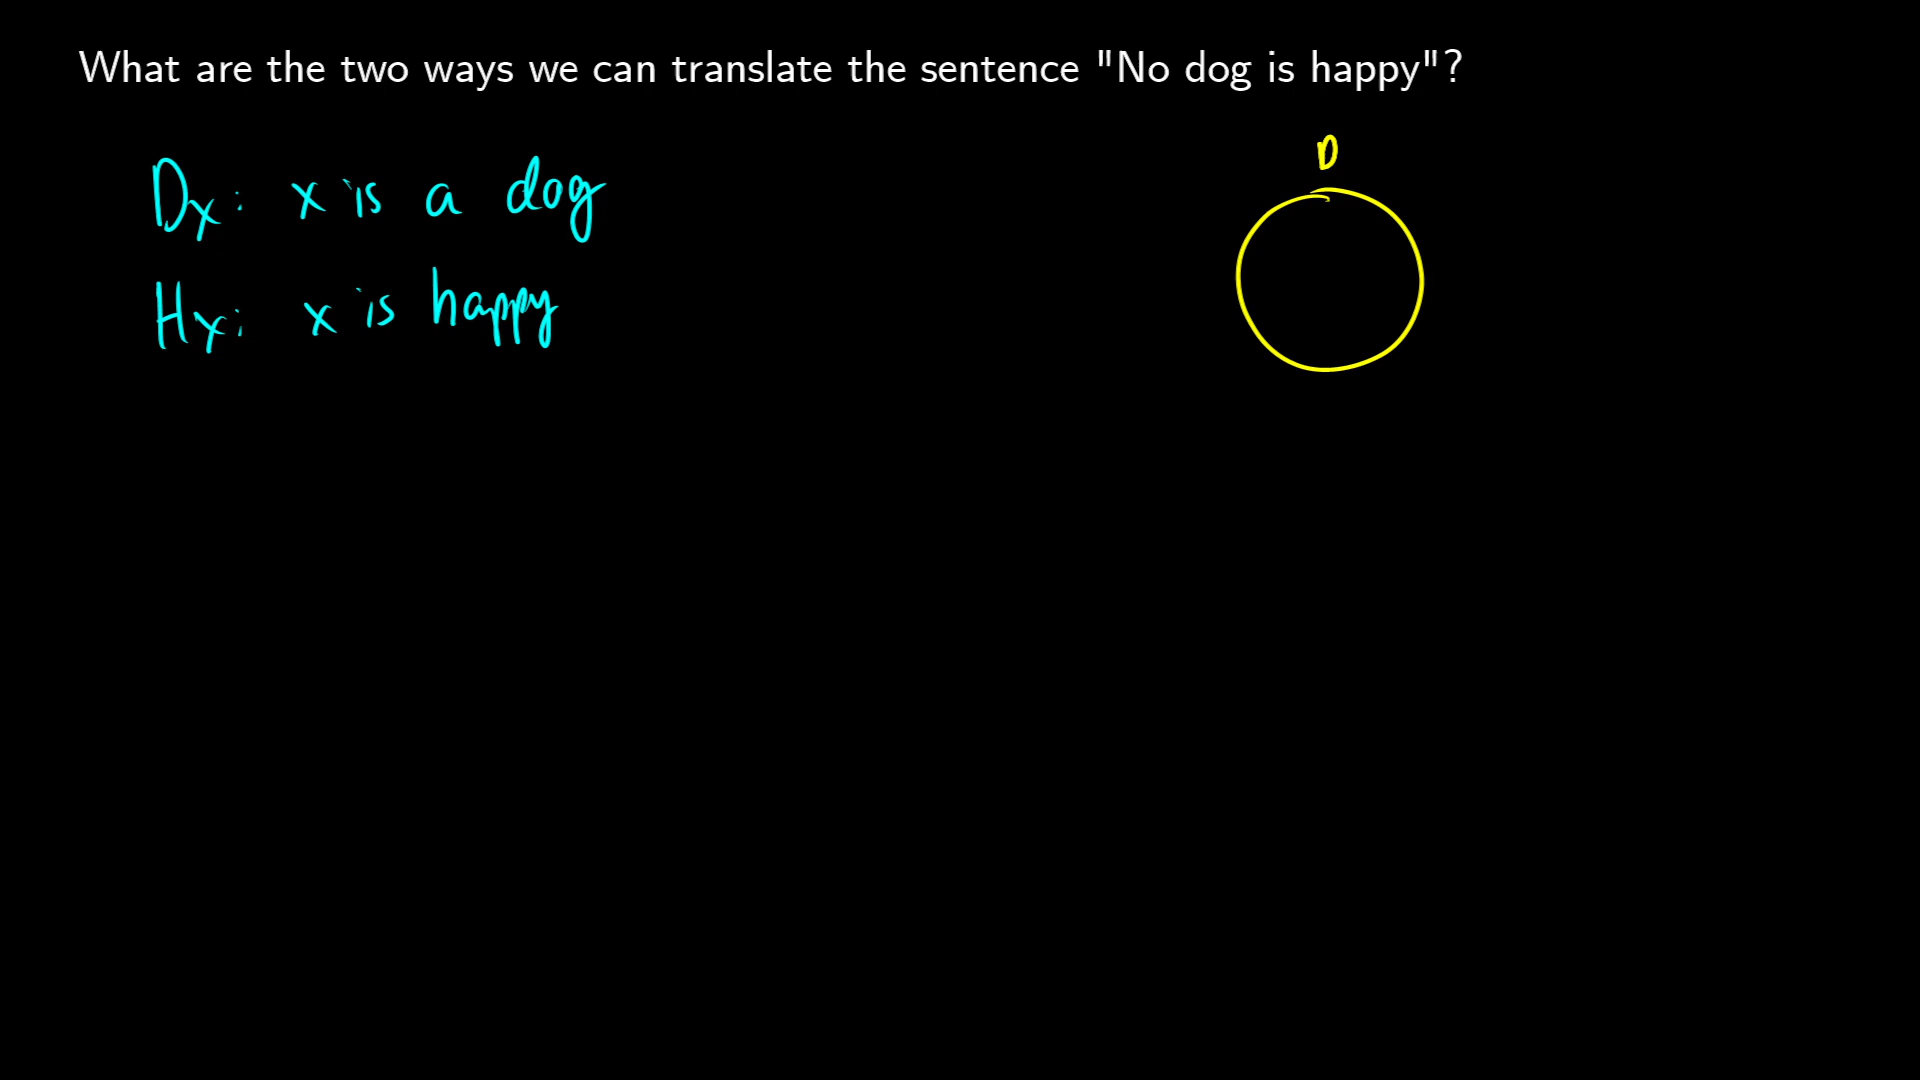 What are the two ways we can translate the sentence "No dog is happy"?
D
Dx: x is a dog
Hx: x is happy